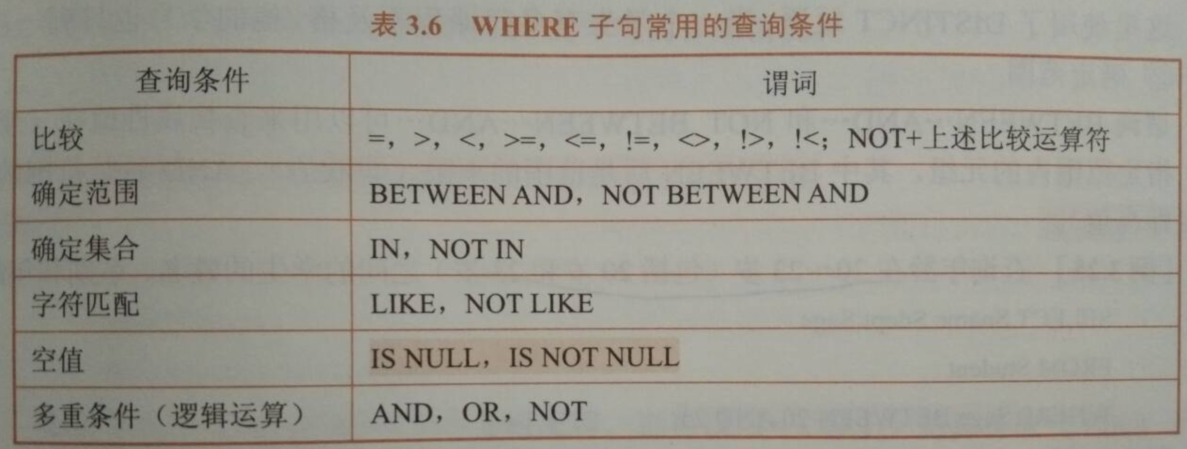 表 3.6 WHERE 子句常用的查询条件
查询条件 谓词
比较 =，>，<，>=，<=，!=，<>，!>，!<；NOT+上述比较运算符
确定范围 BETWEEN AND，NOT BETWEEN AND
确定集合 IN，NOT IN
字符匹配 LIKE，NOT LIKE
空值 IS NULL，IS NOT NULL
多重条件（逻辑运算） AND，OR，NOT